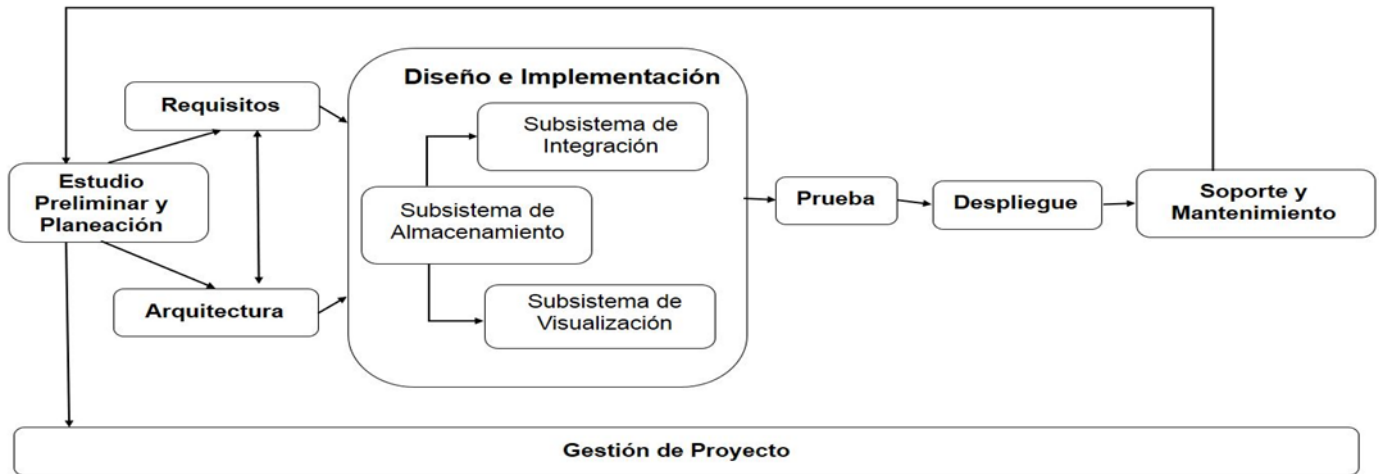 Diseño e Implementación
Requisitos
Subsistema de
Integración
Estudio
Preliminar y
Planeación
Subsistema de
Almacenamiento
Prueba
Despliegue
Soporte y
Mantenimiento
Arquitectura
Subsistema de
Visualización
Gestión de Proyecto